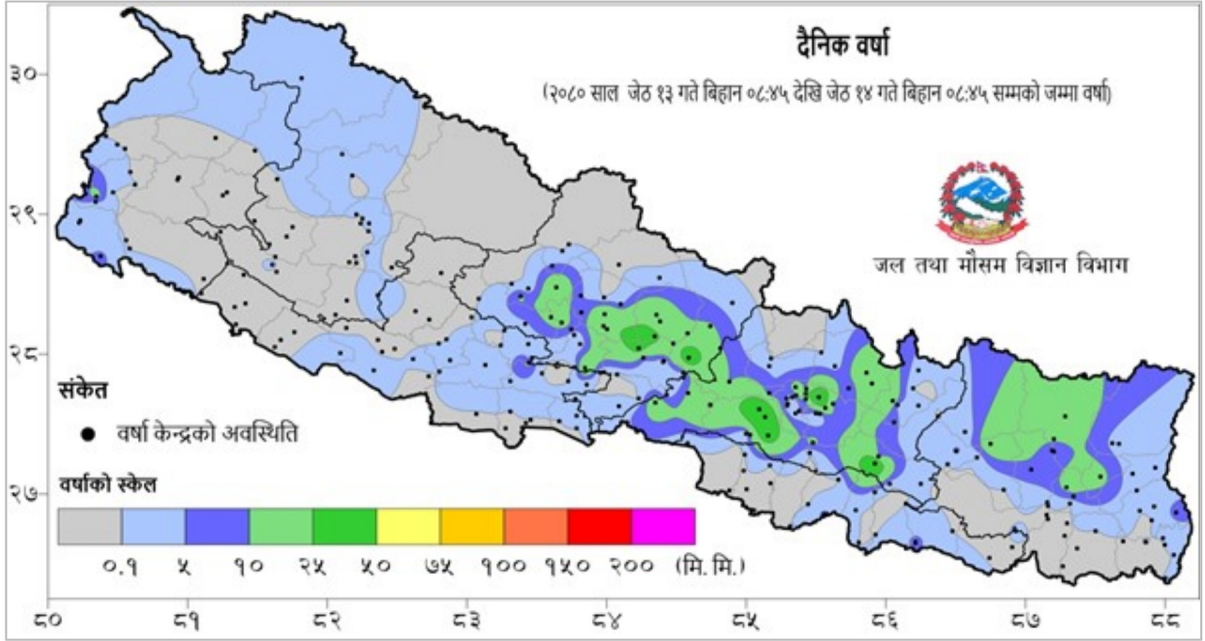 दैनिक वर्षा
(२०८० साल जेठ १३ गते बिहान ०८:४५ देखि जेठ १४ गते बिहान ०८:४५ सम्मको जम्मा वर्षा)
जल तथा मौसम विज्ञान विभाग
३०
२९
२८
२७
संकेत
वर्षा केन्द्रको अवस्थिति
वर्षाको स्केल
०.१ ५ १० २५ ५० ७५ १०० १५० २०० (मि.मि.)
८० ८१ ८२ ८३ ८४ ८५ ८६ ८७ ८८